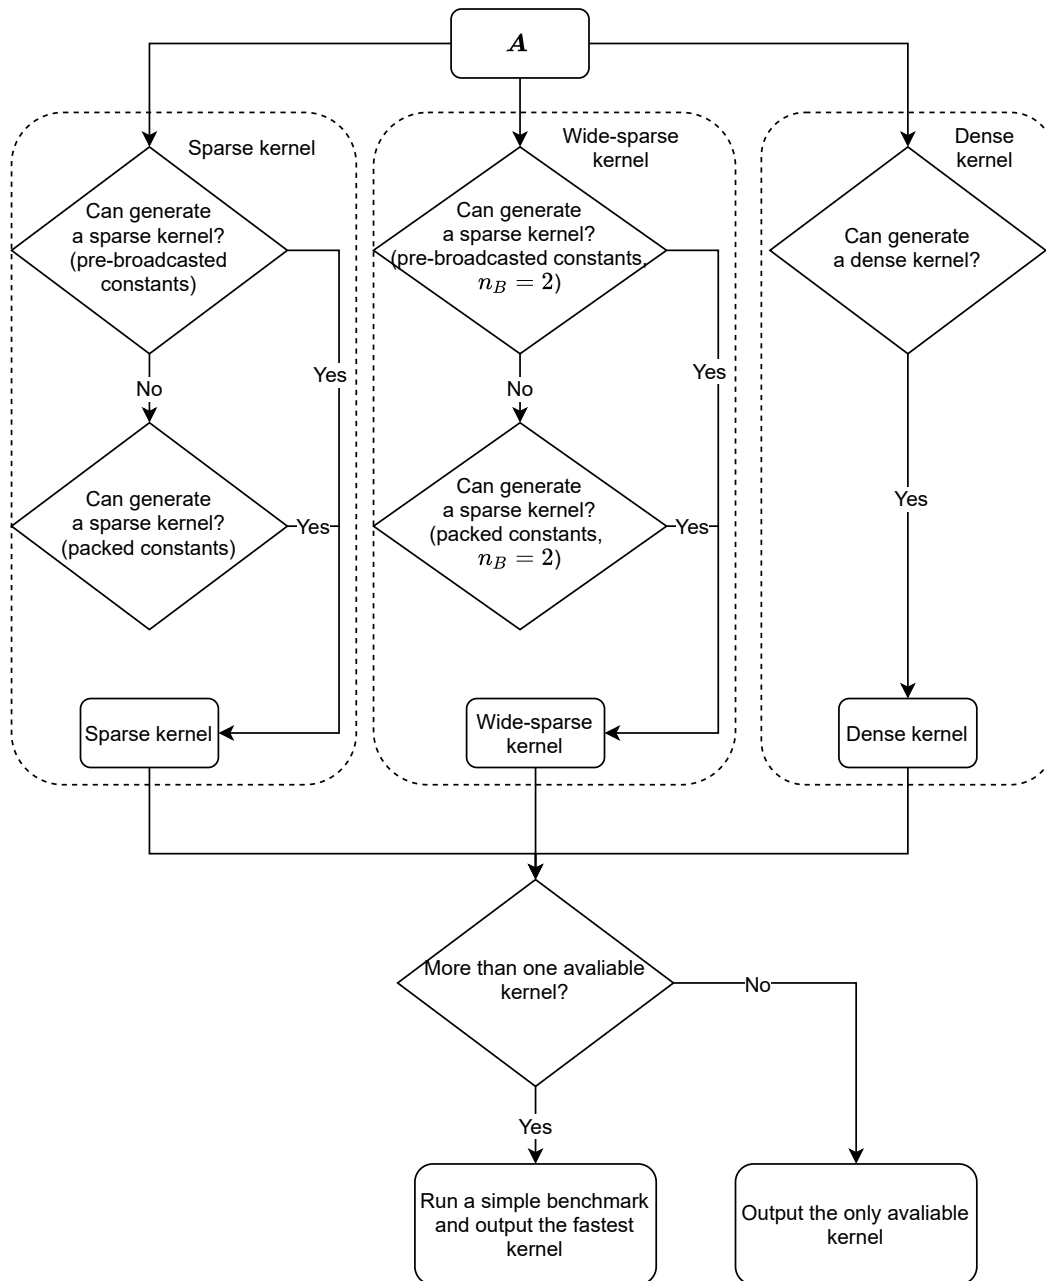 A
Sparse kernel
Can generate
a sparse kernel?
(pre-broadcasted
constants)
No
Yes
Can generate
a sparse kernel?
(packed constants)
Yes
Sparse kernel
Wide-sparse
kernel
Can generate
a sparse kernel?
(pre-broadcasted constants,
n_B = 2)
No
Yes
Can generate
a sparse kernel?
(packed constants,
n_B = 2)
Yes
Wide-sparse
kernel
Dense
kernel
Can generate
a dense kernel?
Yes
Dense kernel
More than one avaliable
kernel?
No
Yes
Run a simple benchmark
and output the fastest
kernel
Output the only avaliable
kernel